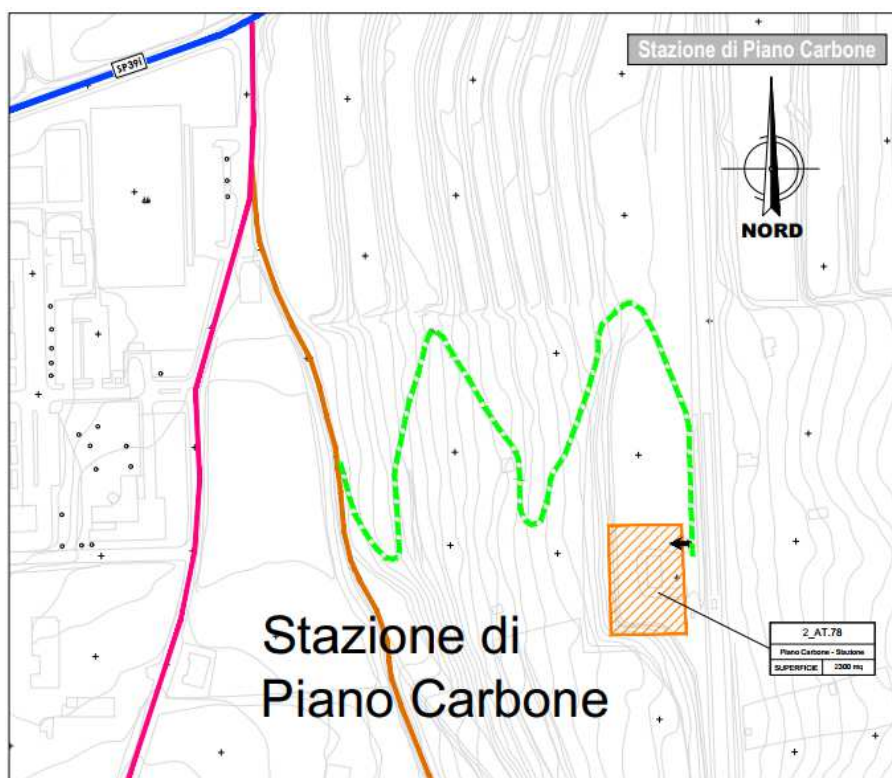 Stazione di Piano Carbone
SP39i
NORD
Stazione di
Piano Carbone
2_AT.78
Piano Carbone - Stazione
SUPERFICIE 2300 mq